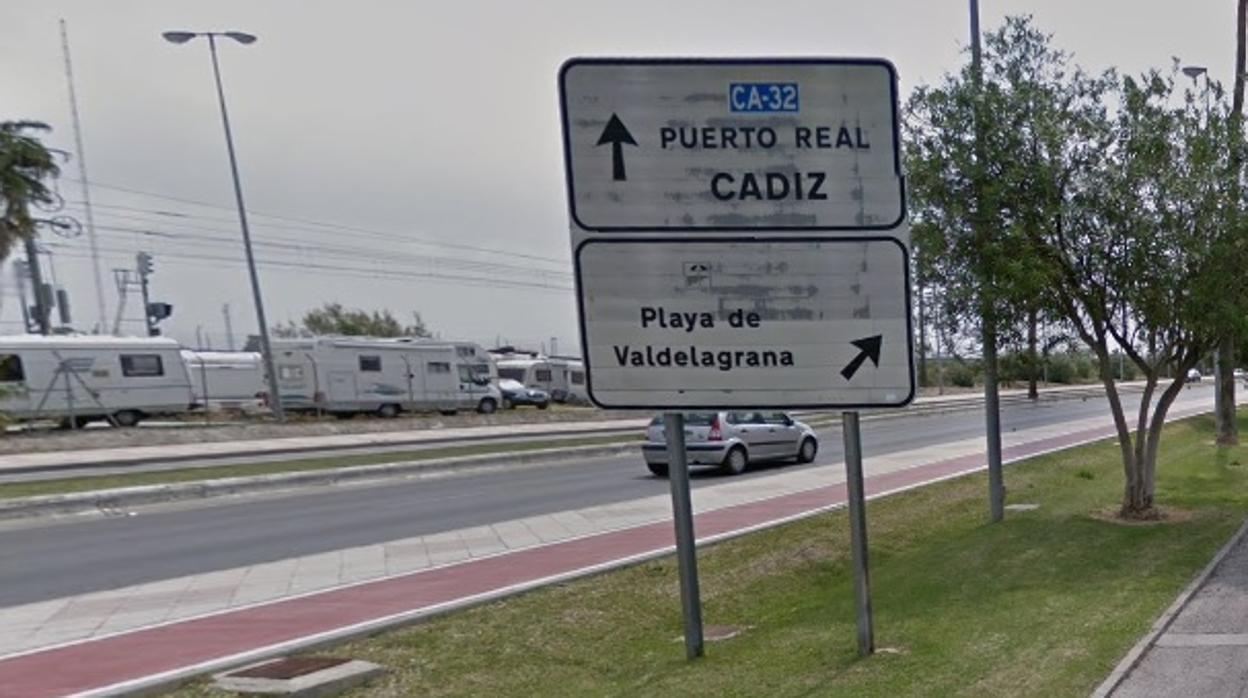 CA-32
PUERTO REAL
CADIZ
Playa de
Valdelagrana